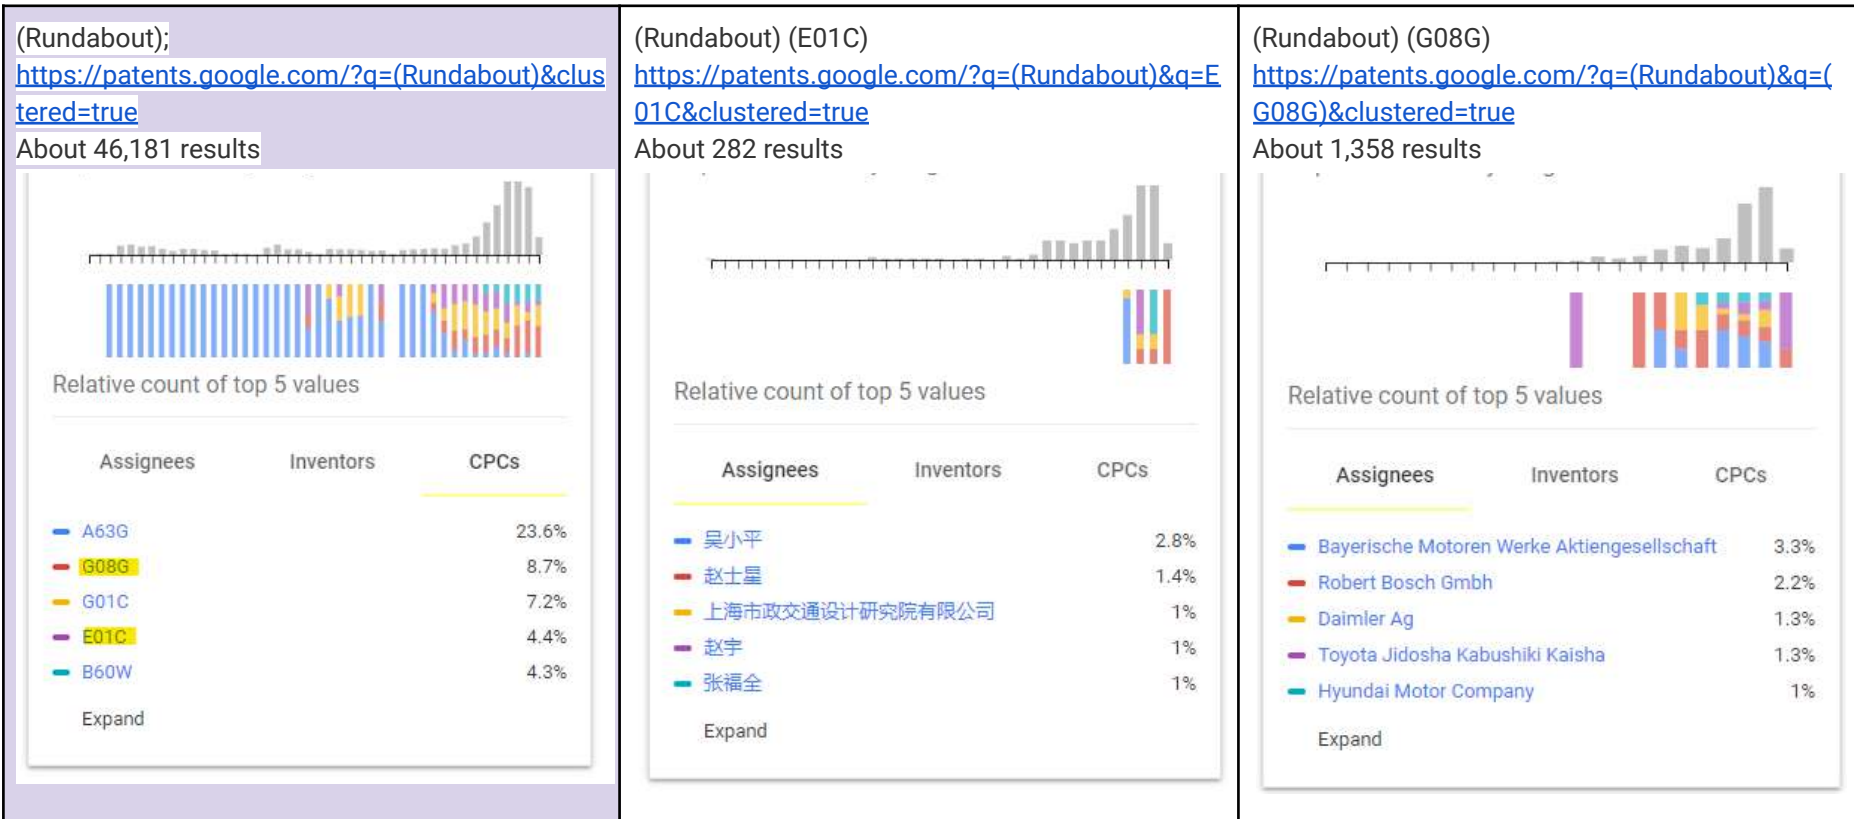 (Rundabout);
https://patents.google.com/?q=(Rundabout)&clus
tered=true
About 46,181 results
Relative count of top 5 values
Assignees Inventors CPCs
A63G 23.6%
G08G 8.7%
G01C 7.2%
E01C 4.4%
B60W 4.3%
Expand
(Rundabout) (E01C)
https://patents.google.com/?q=(Rundabout)&q=E
01C&clustered=true
About 282 results
Relative count of top 5 values
Assignees Inventors CPCs
吴小平 2.8%
赵士星 1.4%
上海市政交通设计研究院有限公司 1%
赵宇 1%
张福全 1%
Expand
(Rundabout) (G08G)
https://patents.google.com/?q=(Rundabout)&q=(
G08G)&clustered=true
About 1,358 results
Relative count of top 5 values
Assignees Inventors CPCs
Bayerische Motoren Werke Aktiengesellschaft 3.3%
Robert Bosch Gmbh 2.2%
Daimler Ag 1.3%
Toyota Jidosha Kabushiki Kaisha 1.3%
Hyundai Motor Company 1%
Expand